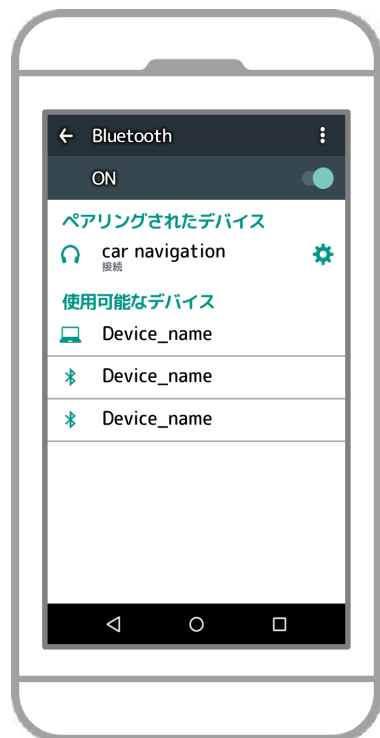 Bluetooth
ON
ペアリングされたデバイス
car navigation
接続
使用可能なデバイス
Device_name
Device_name
Device_name